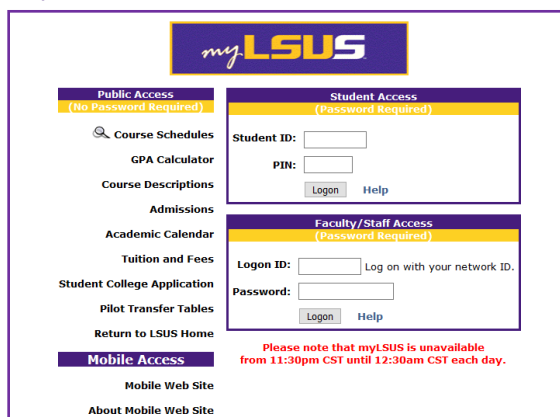 myLSUS
Public Access
(No Password Required)
Course Schedules
GPA Calculator
Course Descriptions
Admissions
Academic Calendar
Tuition and Fees
Student College Application
Pilot Transfer Tables
Return to LSUS Home
Mobile Access
Mobile Web Site
About Mobile Web Site
Student Access
(Password Required)
Student ID:
PIN:
Logon Help
Faculty/Staff Access
(Password Required)
Logon ID: Log on with your network ID.
Password:
Logon Help
Please note that myLSUS is unavailable
from 11:30pm CST until 12:30am CST each day.